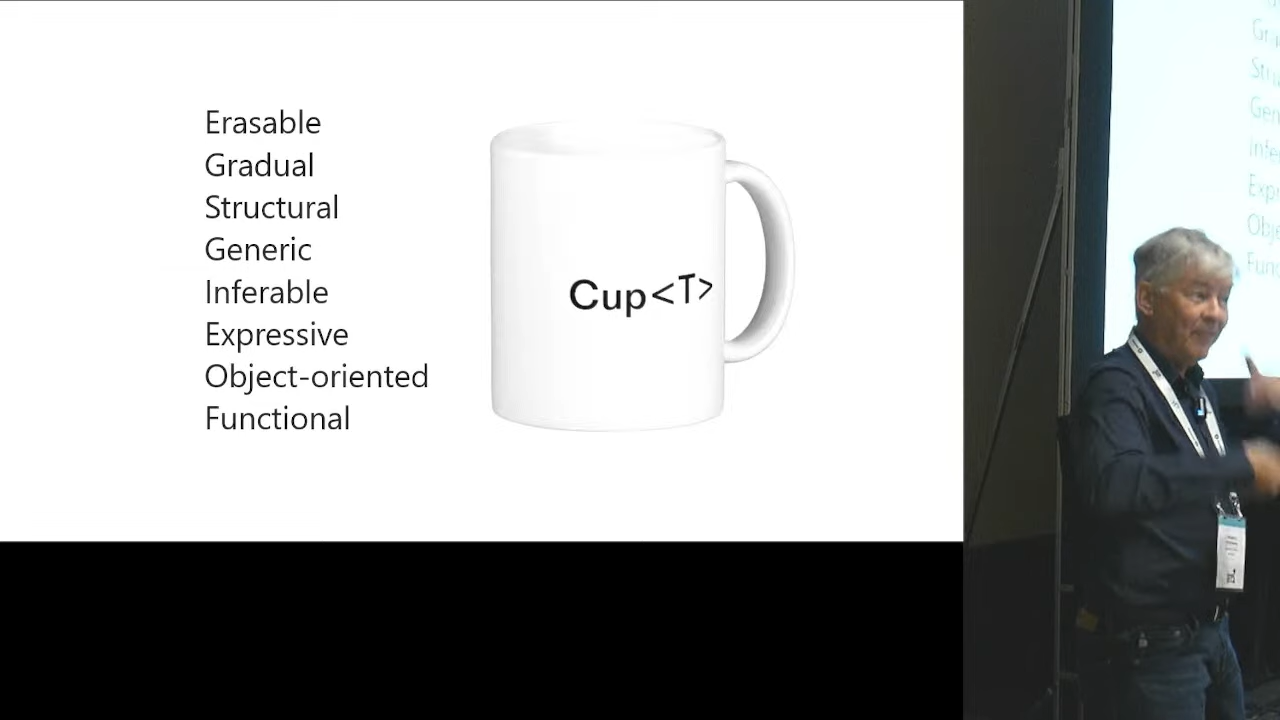 Erasable
Gradual
Structural
Generic
Inferable
Expressive
Object-oriented
Functional
Cup<T>